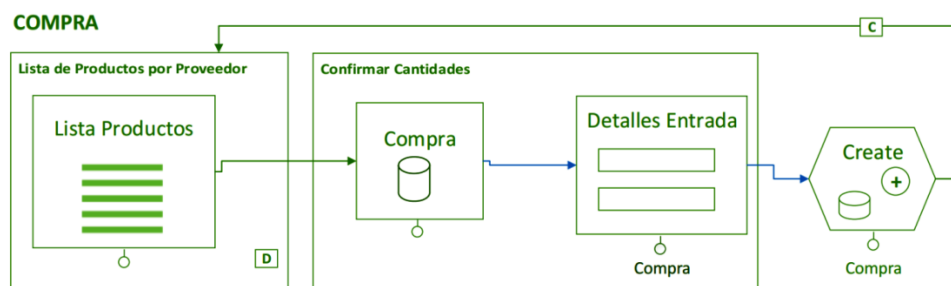 COMPRA
C
Lista de Productos por Proveedor
Confirmar Cantidades
Lista Productos
Compra
Detalles Entrada
Create
D
Compra
Compra